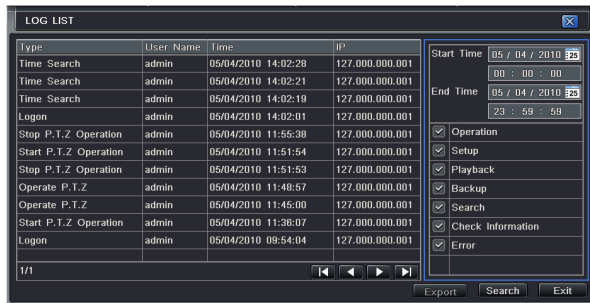 LOG LIST
Type User Name Time IP
Time Search admin 05/04/2010 14:02:28 127.000.000.001
Time Search admin 05/04/2010 14:02:21 127.000.000.001
Time Search admin 05/04/2010 14:02:19 127.000.000.001
Logon admin 05/04/2010 14:02:01 127.000.000.001
Stop P.T.Z Operation admin 05/04/2010 11:55:38 127.000.000.001
Start P.T.Z Operation admin 05/04/2010 11:51:54 127.000.000.001
Stop P.T.Z Operation admin 05/04/2010 11:51:53 127.000.000.001
Operate P.T.Z admin 05/04/2010 11:48:57 127.000.000.001
Operate P.T.Z admin 05/04/2010 11:45:00 127.000.000.001
Start P.T.Z Operation admin 05/04/2010 11:36:07 127.000.000.001
Logon admin 05/04/2010 09:54:04 127.000.000.001
1/1
Start Time 05 / 04 / 2010 25
00 : 00 : 00
End Time 05 / 04 / 2010 25
23 : 59 : 59
Operation
Setup
Playback
Backup
Search
Check Information
Error
Export Search Exit